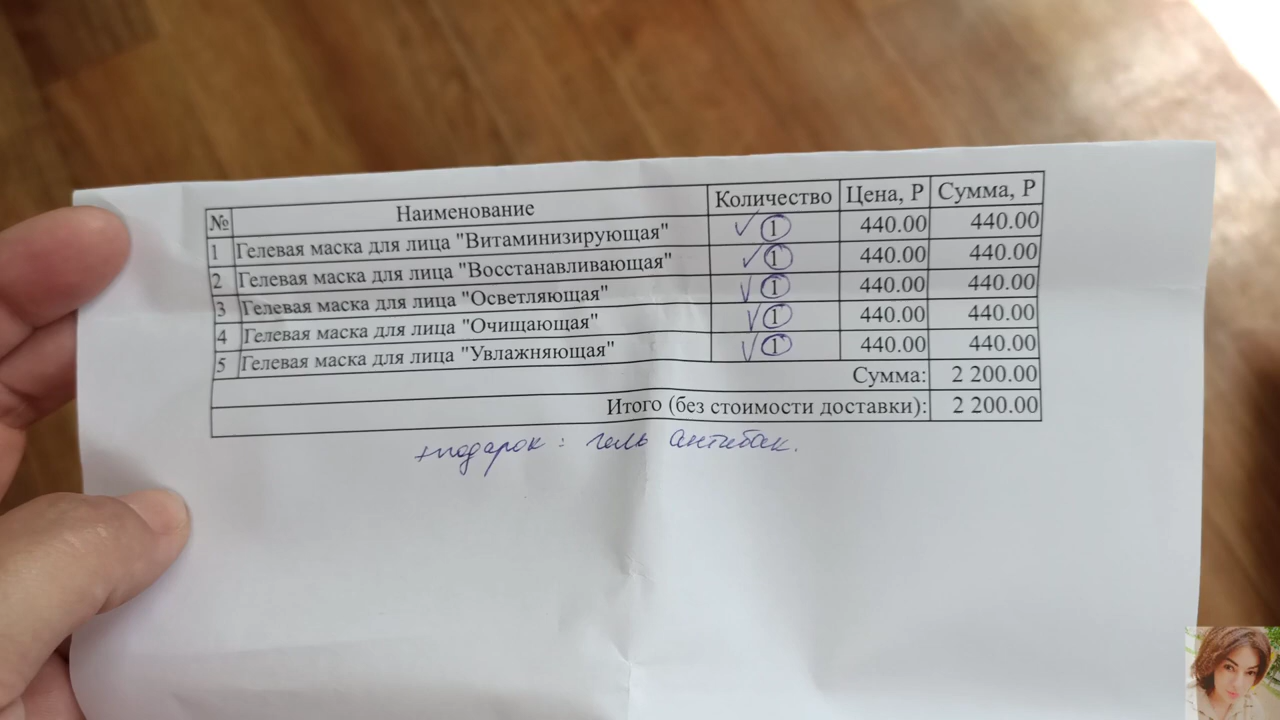 № Наименование Количество Цена, Р Сумма, Р
1 Гелевая маска для лица "Витаминизирующая" 1 440.00 440.00
2 Гелевая маска для лица "Восстанавливающая" 1 440.00 440.00
3 Гелевая маска для лица "Осветляющая" 1 440.00 440.00
4 Гелевая маска для лица "Очищающая" 1 440.00 440.00
5 Гелевая маска для лица "Увлажняющая" 1 440.00 440.00
Сумма: 2 200.00
Итого (без стоимости доставки): 2 200.00
+подарок: гель антибак.